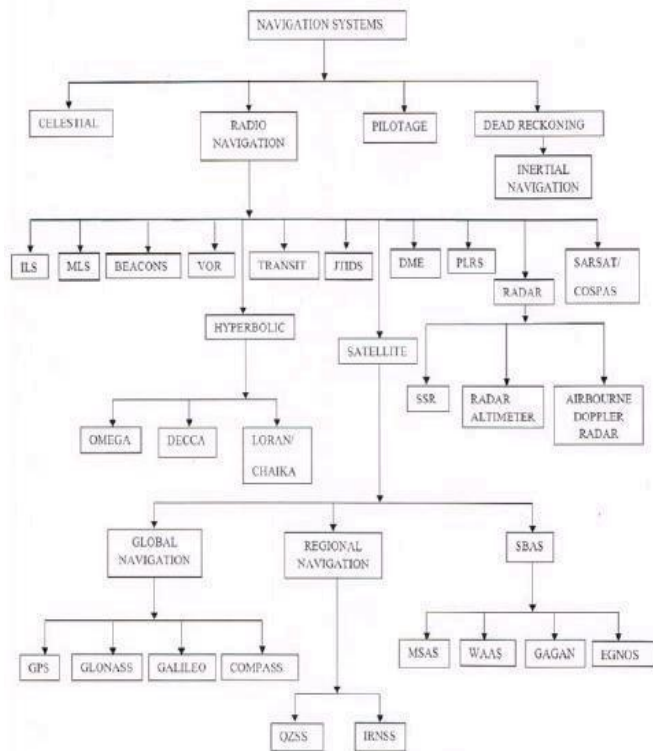 NAVIGATION SYSTEMS
CELESTIAL
RADIO
NAVIGATION
PILOTAGE
DEAD RECKONING
INERTIAL
NAVIGATION
ILS
MLS
BEACONS
VOR
TRANSIT
JTIDS
DME
PLRS
RADAR
SARSAT/
COSPAS
HYPERBOLIC
SATELLITE
SSR
RADAR
ALTIMETER
AIRBOURNE
DOPPLER
RADAR
OMEGA
DECCA
LORAN/
CHAIKA
GLOBAL
NAVIGATION
REGIONAL
NAVIGATION
SBAS
GPS
GLONASS
GALILEO
COMPASS
MSAS
WAAS
GAGAN
EGNOS
QZSS
IRNSS